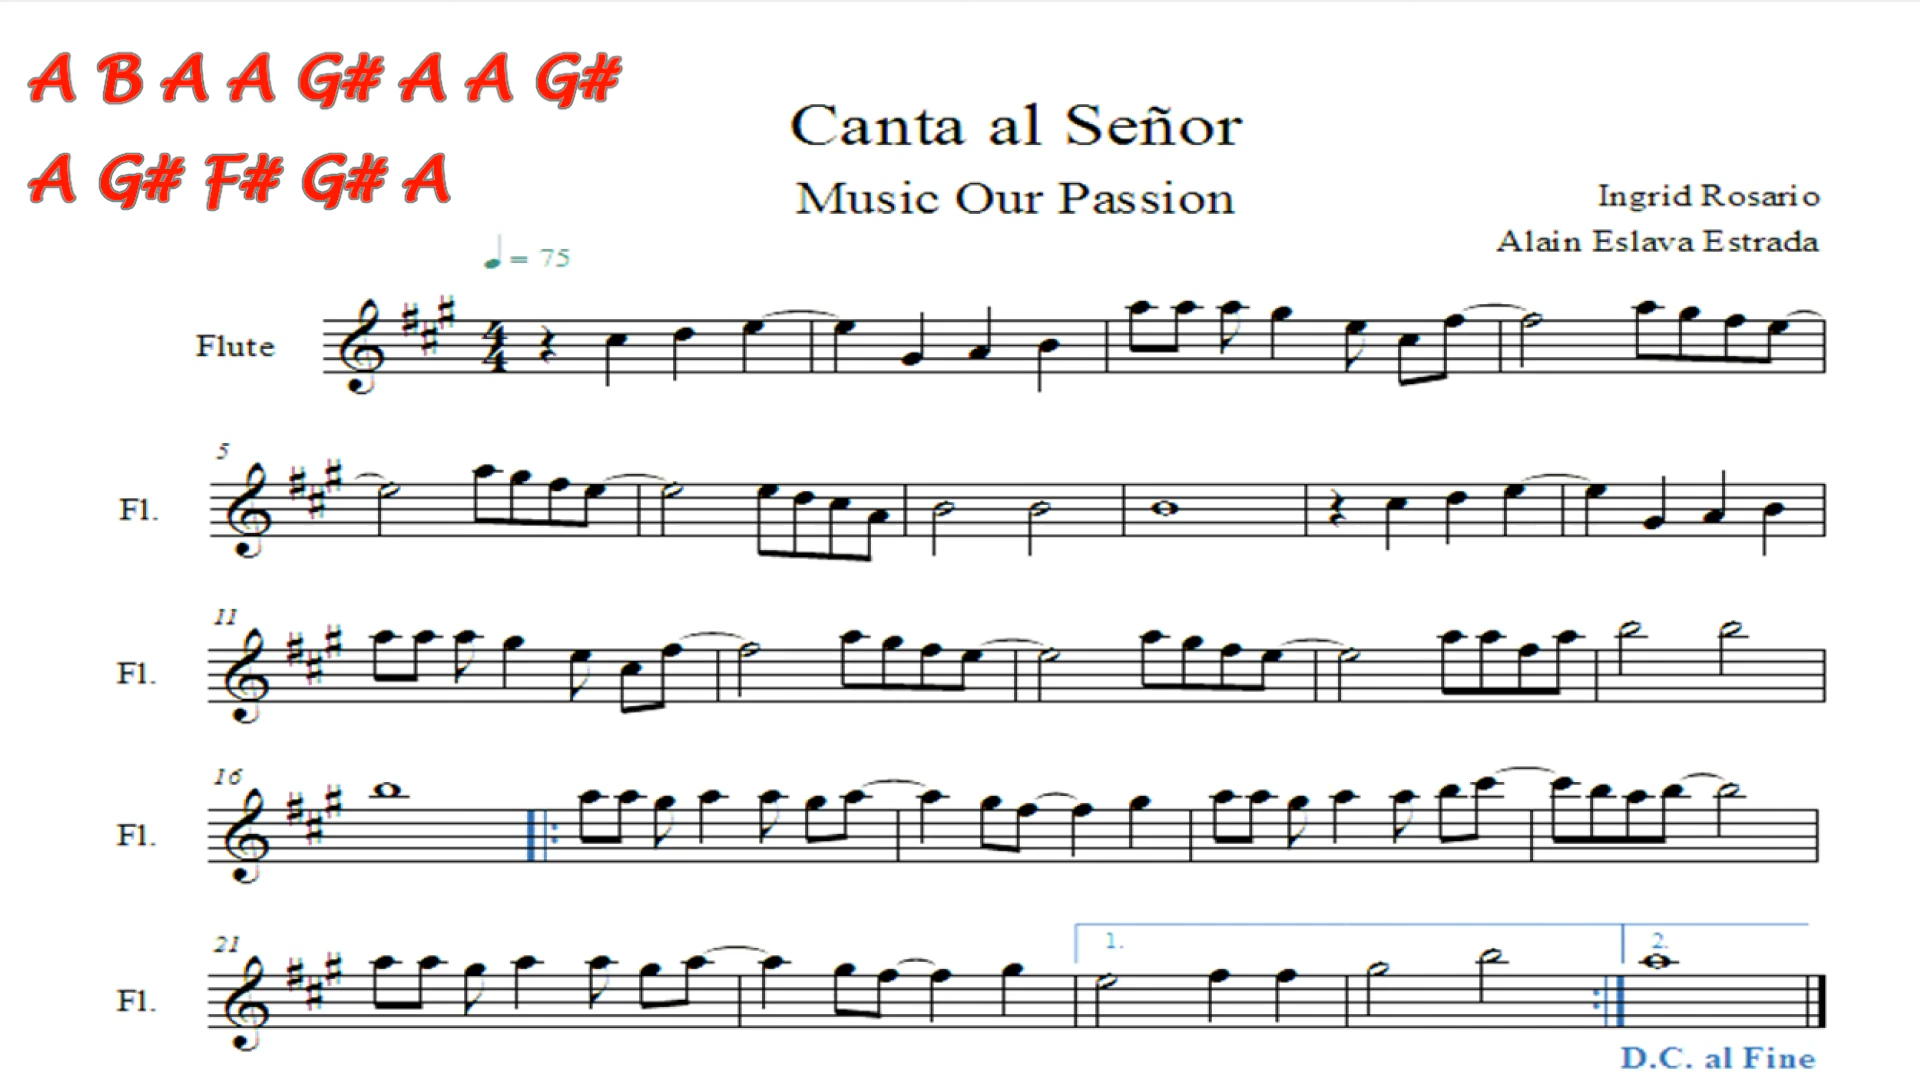 A B A A G# A A G#
A G# F# G# A
Canta al Señor
Music Our Passion
Ingrid Rosario
Alain Eslava Estrada
= 75
Flute
4
4
5
Fl.
11
Fl.
16
Fl.
21
1.
2.
Fl.
D.C. al Fine